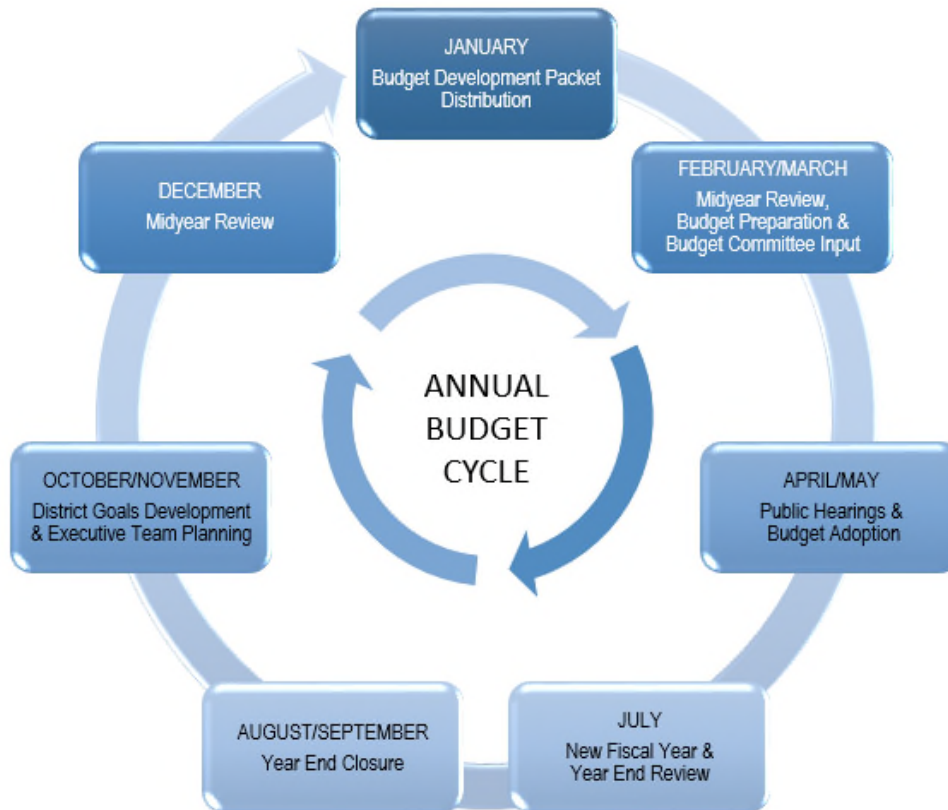 JANUARY
Budget Development Packet
Distribution
FEBRUARY/MARCH
Midyear Review,
Budget Preparation &
Budget Committee Input
APRIL/MAY
Public Hearings &
Budget Adoption
JULY
New Fiscal Year &
Year End Review
AUGUST/SEPTEMBER
Year End Closure
OCTOBER/NOVEMBER
District Goals Development
& Executive Team Planning
DECEMBER
Midyear Review
ANNUAL
BUDGET
CYCLE